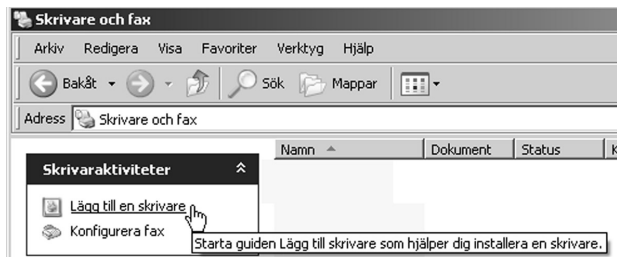 Skrivare och fax
Arkiv Redigera Visa Favoriter Verktyg Hjälp
Bakåt Sök Mappar
Adress Skrivare och fax
Namn Dokument Status K
Skrivaraktiviteter
Lägg till en skrivare
Konfigurera fax
Starta guiden Lägg till skrivare som hjälper dig installera en skrivare.